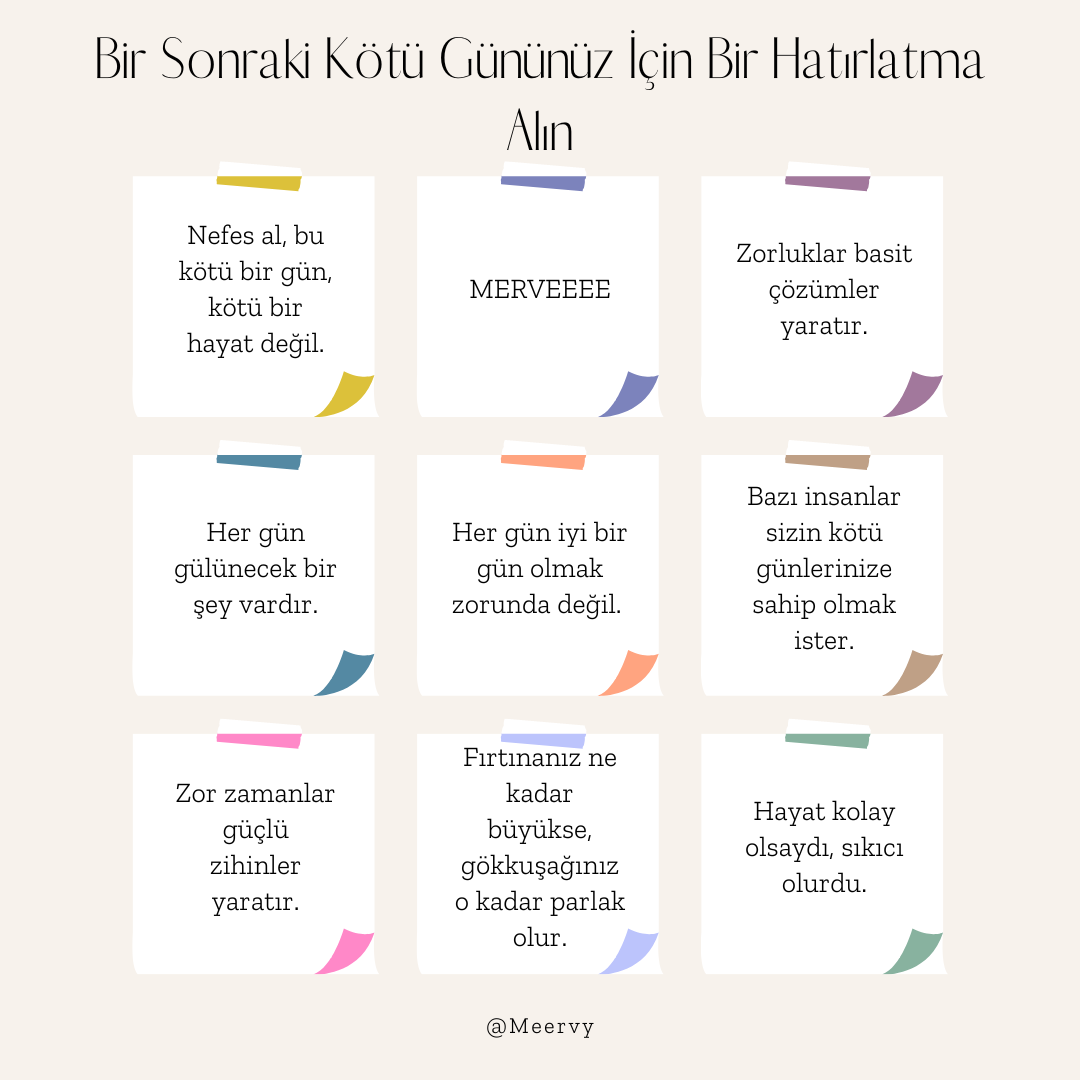 Bir Sonraki Kötü Gününüz İçin Bir Hatırlatma
Alın
Nefes al, bu
kötü bir gün,
kötü bir
hayat değil.
MERVEEEE
Zorluklar basit
çözümler
yaratır.
Her gün
gülünecek bir
şey vardır.
Her gün iyi bir
gün olmak
zorunda değil.
Bazı insanlar
sizin kötü
günlerinize
sahip olmak
ister.
Zor zamanlar
güçlü
zihinler
yaratır.
Fırtınanız ne
kadar
büyükse,
gökkuşağınız
o kadar parlak
olur.
Hayat kolay
olsaydı, sıkıcı
olurdu.
@Meervy